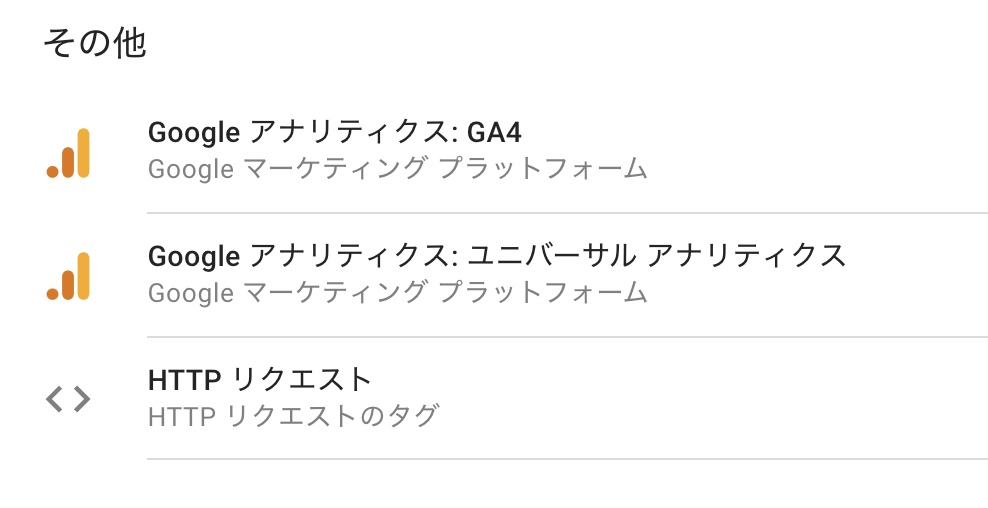 その他
Google アナリティクス: GA4
Google マーケティング プラットフォーム
Google アナリティクス: ユニバーサル アナリティクス
Google マーケティング プラットフォーム
HTTP リクエスト
HTTP リクエストのタグ